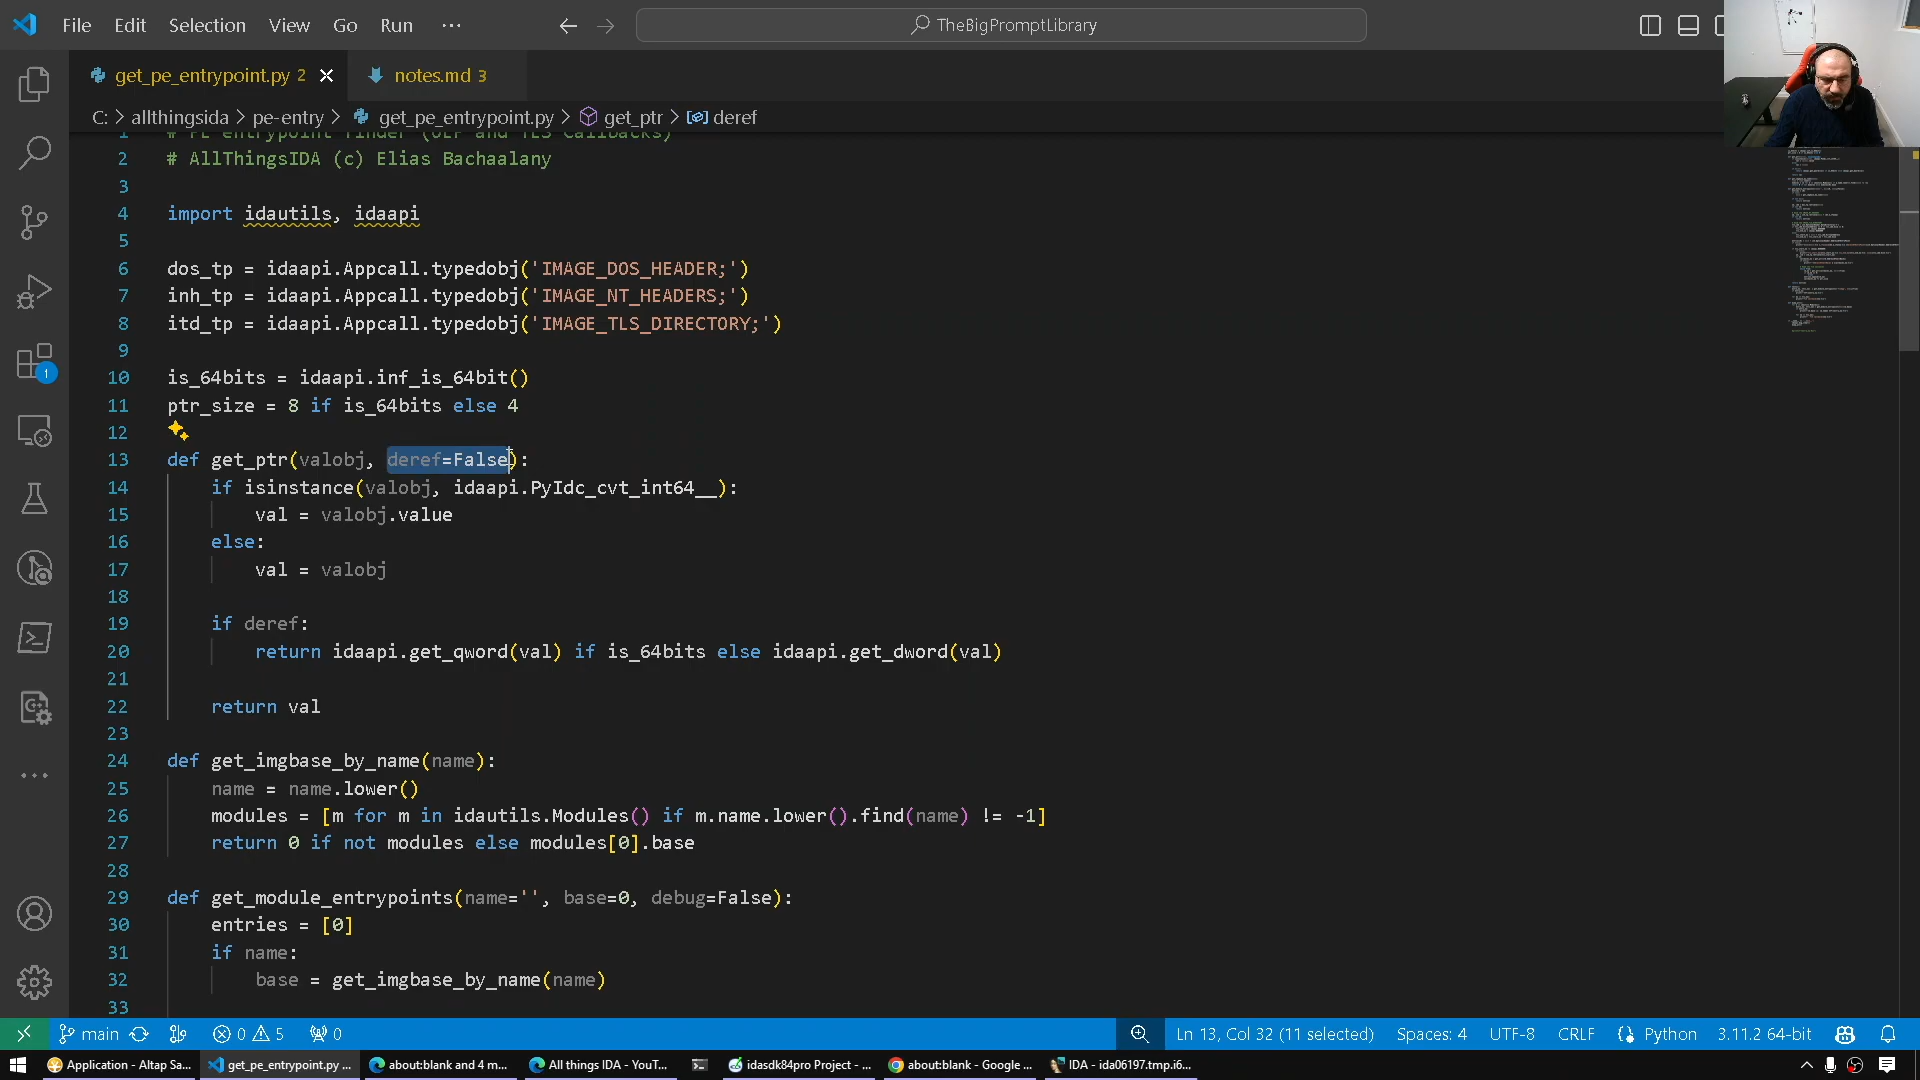 File Edit Selection View Go Run ···
TheBigPromptLibrary
get_pe_entrypoint.py 2
notes.md 3
C: > allthingsida > pe-entry > get_pe_entrypoint.py > get_ptr > deref
1 # PE entrypoint finder (OEP and TLS Callbacks)
2 # AllThingsIDA (c) Elias Bachaalany
3
4 import idautils, idaapi
5
6 dos_tp = idaapi.Appcall.typedobj('IMAGE_DOS_HEADER;')
7 inh_tp = idaapi.Appcall.typedobj('IMAGE_NT_HEADERS;')
8 itd_tp = idaapi.Appcall.typedobj('IMAGE_TLS_DIRECTORY;')
9
10 is_64bits = idaapi.inf_is_64bit()
11 ptr_size = 8 if is_64bits else 4
12
13 def get_ptr(valobj, deref=False):
14 if isinstance(valobj, idaapi.PyIdc_cvt_int64__):
15 val = valobj.value
16 else:
17 val = valobj
18
19 if deref:
20 return idaapi.get_qword(val) if is_64bits else idaapi.get_dword(val)
21
22 return val
23
24 def get_imgbase_by_name(name):
25 name = name.lower()
26 modules = [m for m in idautils.Modules() if m.name.lower().find(name) != -1]
27 return 0 if not modules else modules[0].base
28
29 def get_module_entrypoints(name='', base=0, debug=False):
30 entries = [0]
31 if name:
32 base = get_imgbase_by_name(name)
33
1
main 0 5 0 Ln 13, Col 32 (11 selected) Spaces: 4 UTF-8 CRLF Python 3.11.2 64-bit
Application - Altap Sa... get_pe_entrypoint.py ... about:blank and 4 m... All things IDA - YouT... idasdk84pro Project - ... about:blank - Google ... IDA - ida06197.tmp.i6...